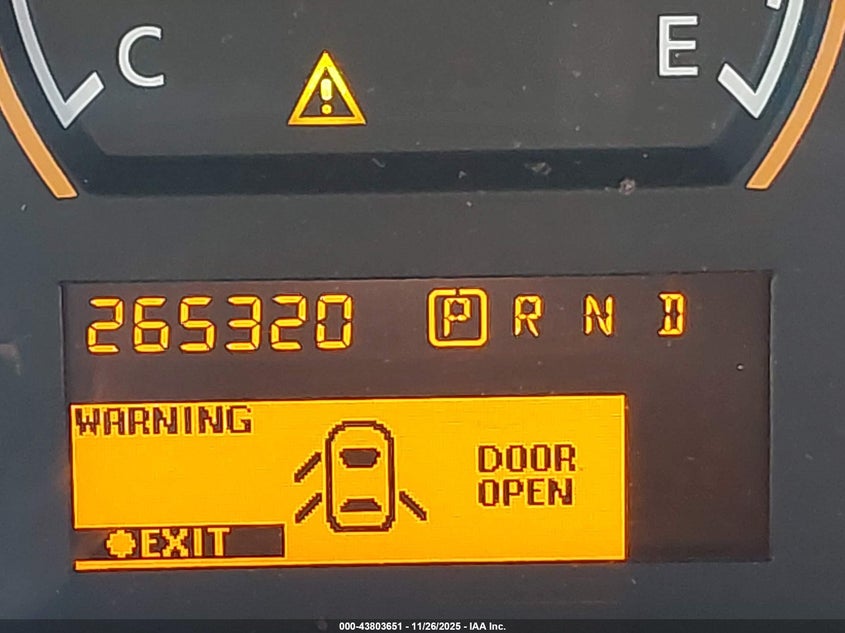 C E
265320 P R N D
WARNING
DOOR
OPEN
EXIT
000-43803651 - 11/26/2025 - IAA Inc.